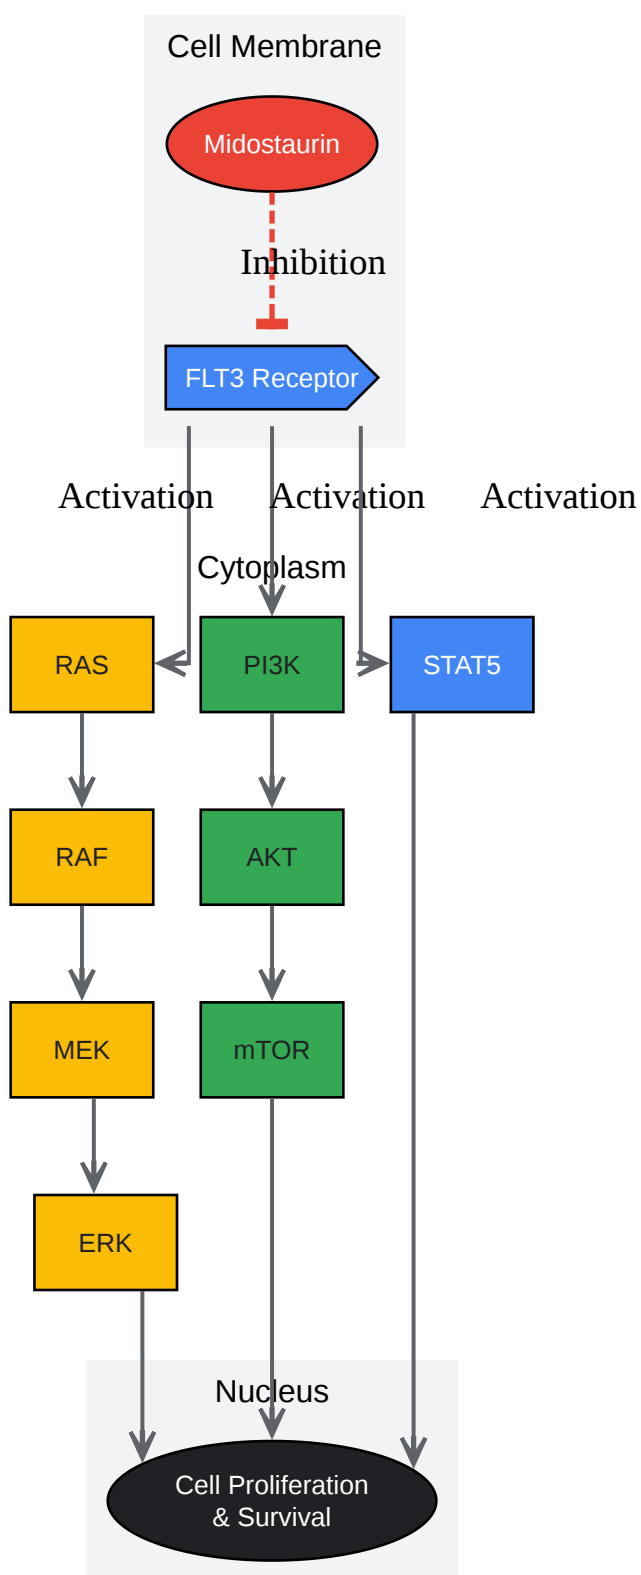 Cell Membrane
Midostaurin
Inhibition
FLT3 Receptor
Activation
Activation
Activation
Cytoplasm
RAS
PI3K
STAT5
RAF
AKT
MEK
mTOR
ERK
Nucleus
Cell Proliferation
& Survival